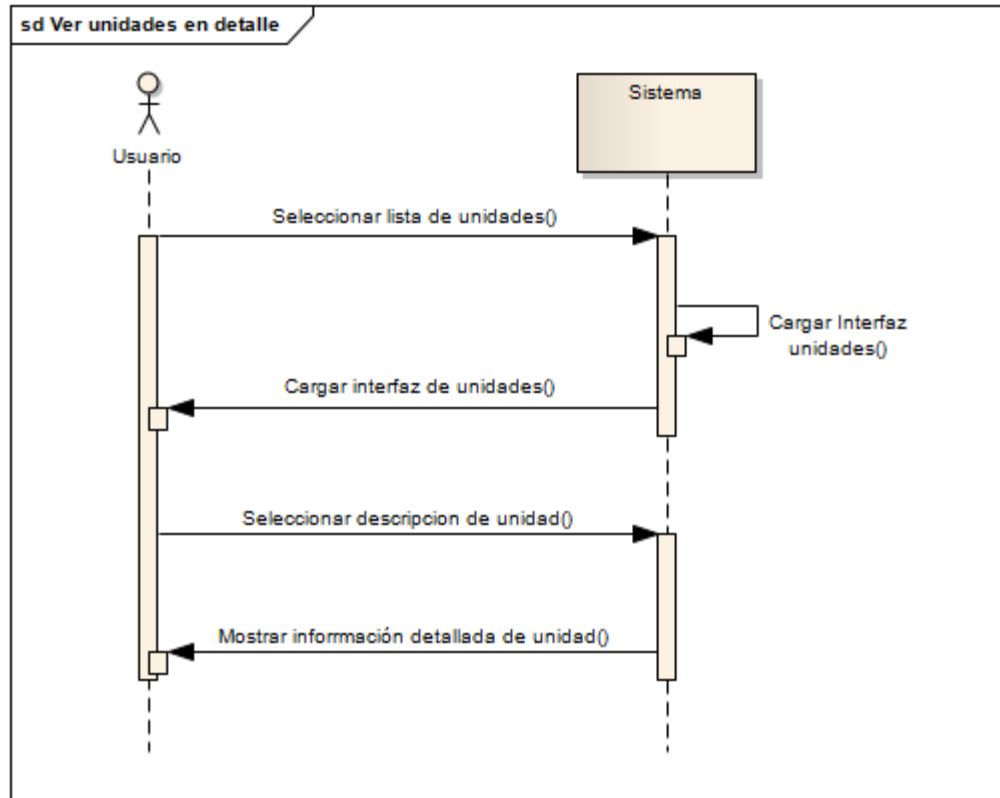 sd Ver unidades en detalle
Usuario
Sistema
Seleccionar lista de unidades()
Cargar Interfaz
unidades()
Cargar interfaz de unidades()
Seleccionar descripcion de unidad()
Mostrar inforrmación detallada de unidad()